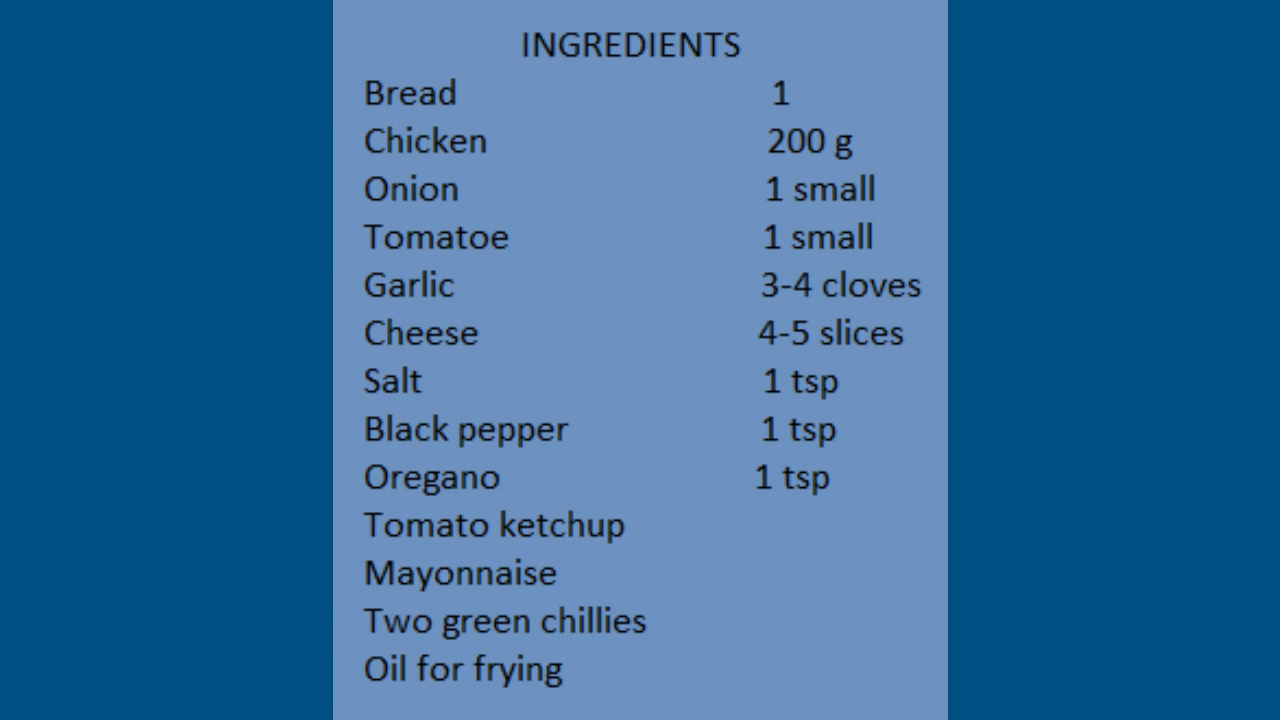 INGREDIENTS
Bread 1
Chicken 200 g
Onion 1 small
Tomatoe 1 small
Garlic 3-4 cloves
Cheese 4-5 slices
Salt 1 tsp
Black pepper 1 tsp
Oregano 1 tsp
Tomato ketchup
Mayonnaise
Two green chillies
Oil for frying